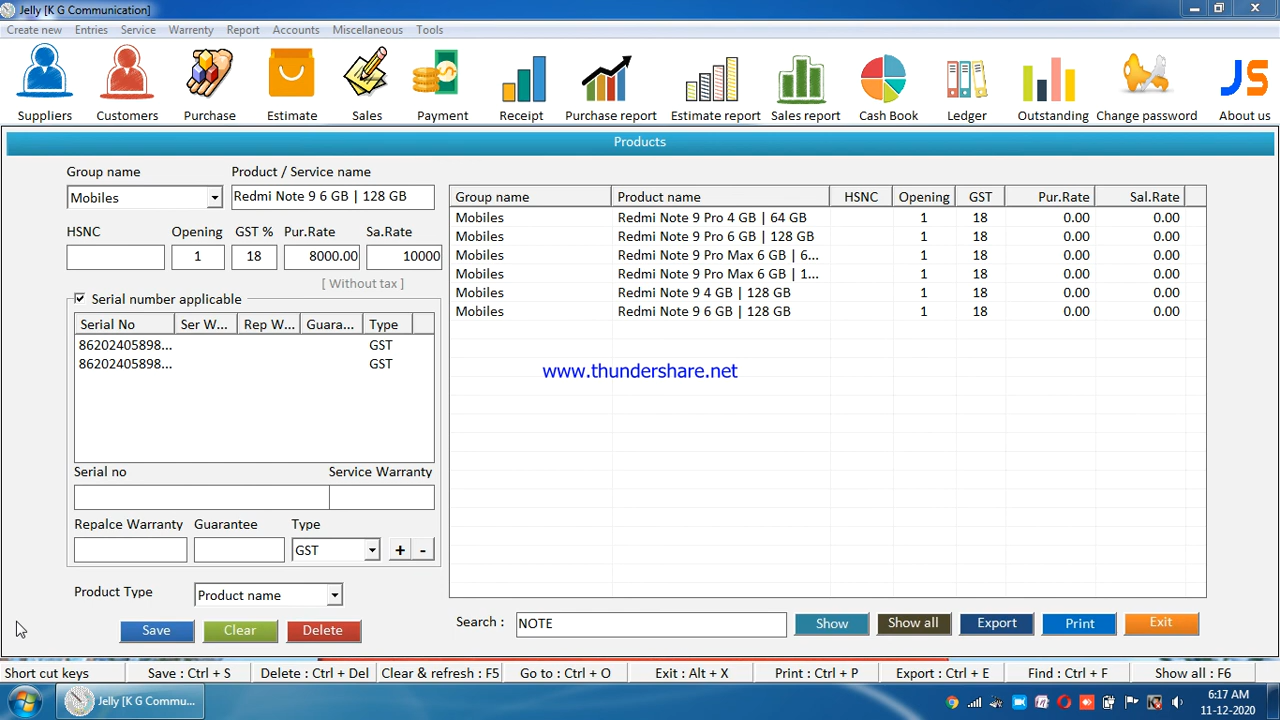 Jelly [K G Communication]
Create new Entries Service Warrenty Report Accounts Miscellaneous Tools
Suppliers Customers Purchase Estimate Sales Payment Receipt Purchase report Estimate report Sales report Cash Book Ledger Outstanding Change password About us
JS
Products
Group name Product / Service name
Mobiles Redmi Note 9 6 GB | 128 GB
HSNC Opening GST % Pur.Rate Sa.Rate
1 18 8000.00 10000
[ Without tax ]
Serial number applicable
Serial No Ser W... Rep W... Guara... Type
86202405898... GST
86202405898... GST
Serial no Service Warranty
Repalce Warranty Guarantee Type
GST + -
Product Type Product name
Save Clear Delete
Group name Product name HSNC Opening GST Pur.Rate Sal.Rate
Mobiles Redmi Note 9 Pro 4 GB | 64 GB 1 18 0.00 0.00
Mobiles Redmi Note 9 Pro 6 GB | 128 GB 1 18 0.00 0.00
Mobiles Redmi Note 9 Pro Max 6 GB | 6... 1 18 0.00 0.00
Mobiles Redmi Note 9 Pro Max 6 GB | 1... 1 18 0.00 0.00
Mobiles Redmi Note 9 4 GB | 128 GB 1 18 0.00 0.00
Mobiles Redmi Note 9 6 GB | 128 GB 1 18 0.00 0.00
www.thundershare.net
Search : NOTE Show Show all Export Print Exit
Short cut keys Save : Ctrl + S Delete : Ctrl + Del Clear & refresh : F5 Go to : Ctrl + O Exit : Alt + X Print : Ctrl + P Export : Ctrl + E Find : Ctrl + F Show all : F6
Jelly [K G Commu...
6:17 AM
11-12-2020